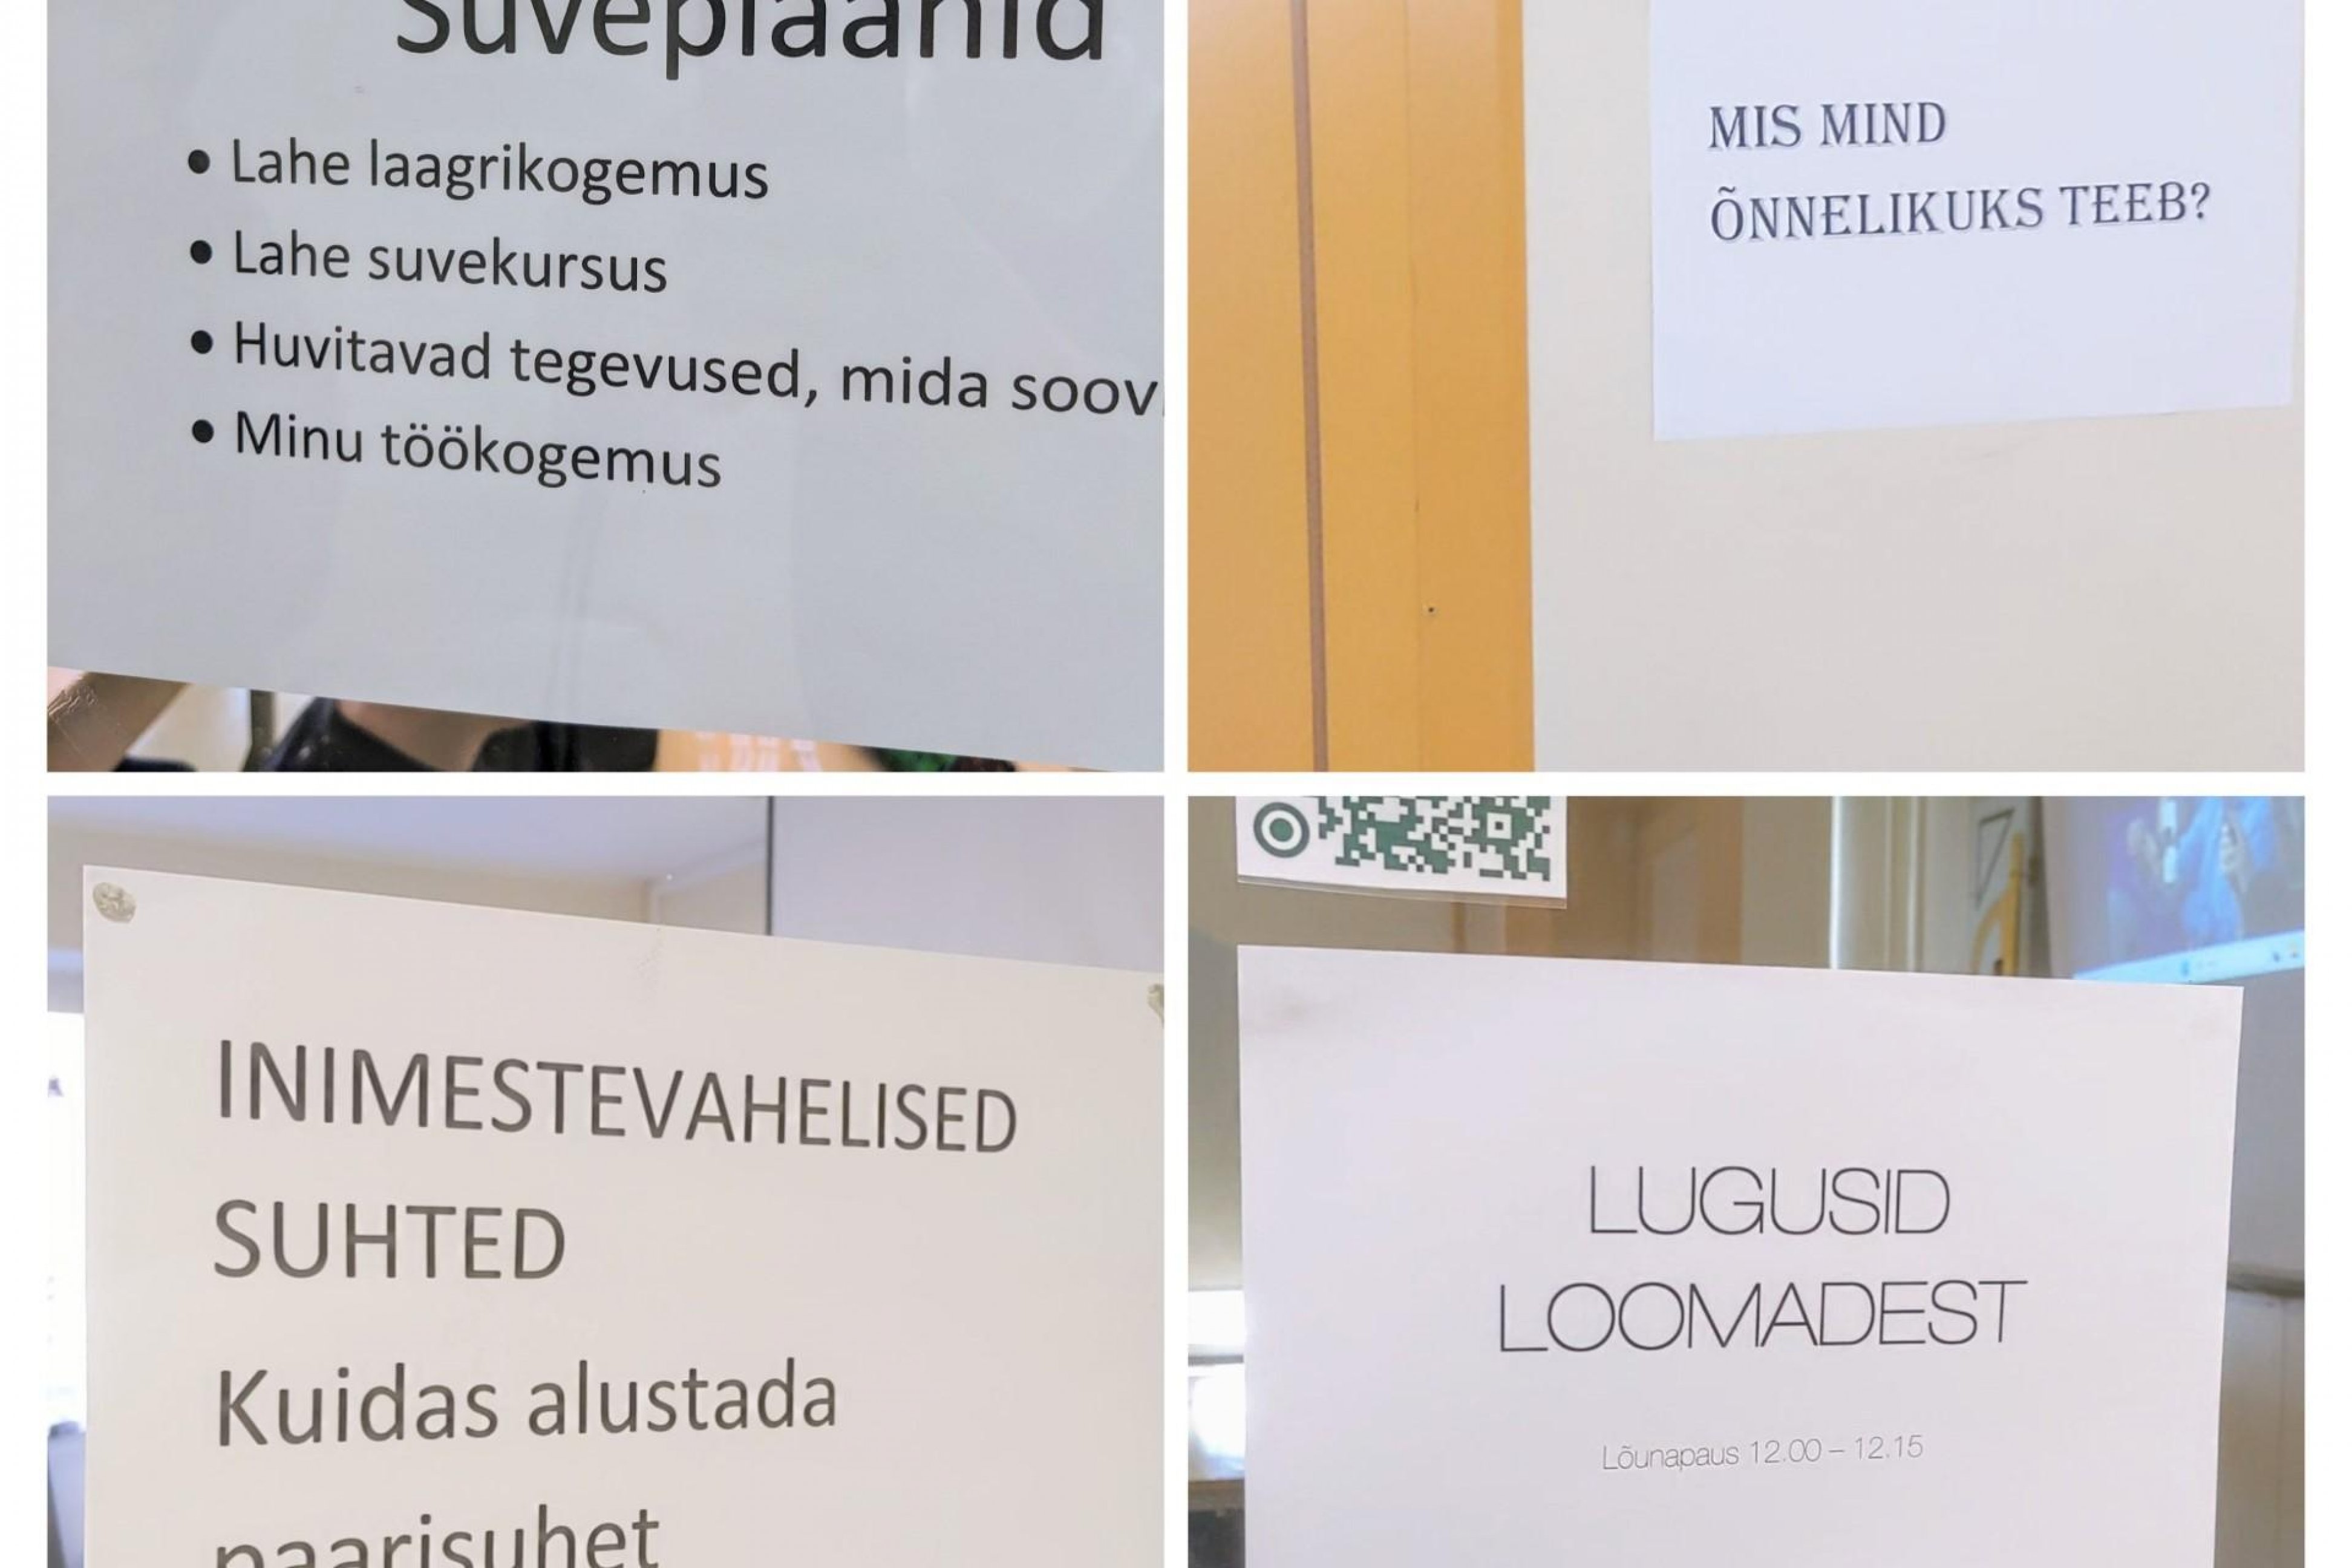 Suveplaanid
• Lahe laagrikogemus
• Lahe suvekursus
• Huvitavad tegevused, mida
• Minu töökogemus
MIS MIND
ÕNNELIKUKS TEEB?
INIMESTEVAHELISED
SUHTED
Kuidas alustada
paarisuhet
LUGUSID
LOOMADEST
Lõunapaus 12.00 – 12.15